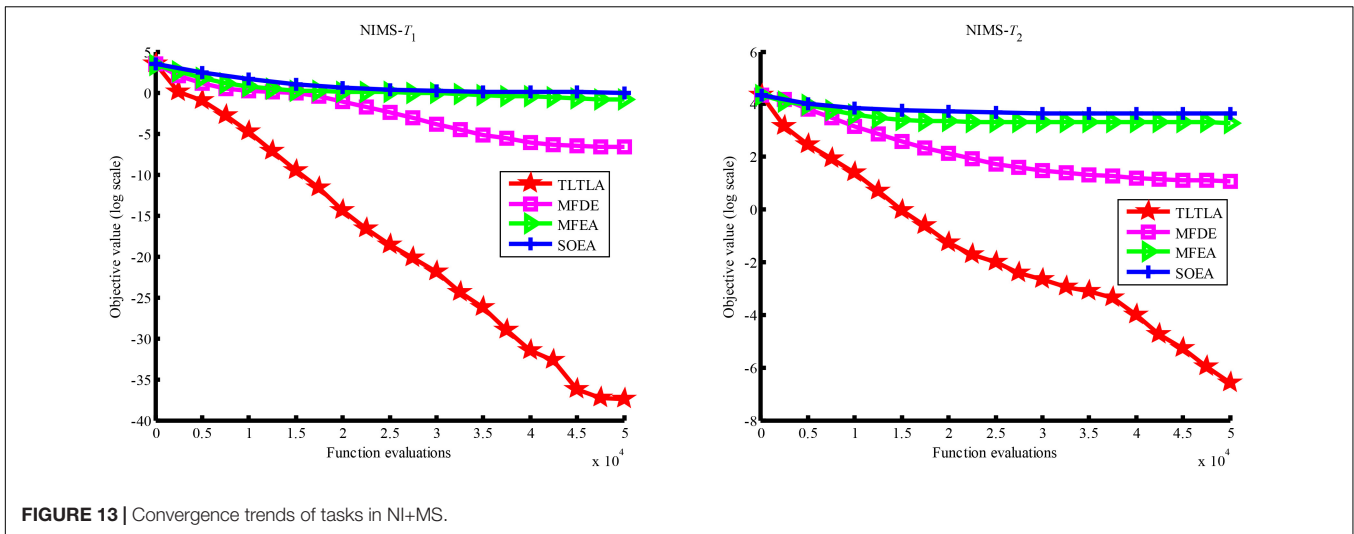 NIMS-T1
5
0
-5
-10
-15
-20
-25
-30
-35
-40
Objective value (log scale)
TLTLA
MFDE
MFEA
SOEA
0 0.5 1 1.5 2 2.5 3 3.5 4 4.5 5
Function evaluations
x 10^4
NIMS-T2
6
4
2
0
-2
-4
-6
-8
Objective value (log scale)
TLTLA
MFDE
MFEA
SOEA
0 0.5 1 1.5 2 2.5 3 3.5 4 4.5 5
Function evaluations
x 10^4
FIGURE 13 | Convergence trends of tasks in NI+MS.